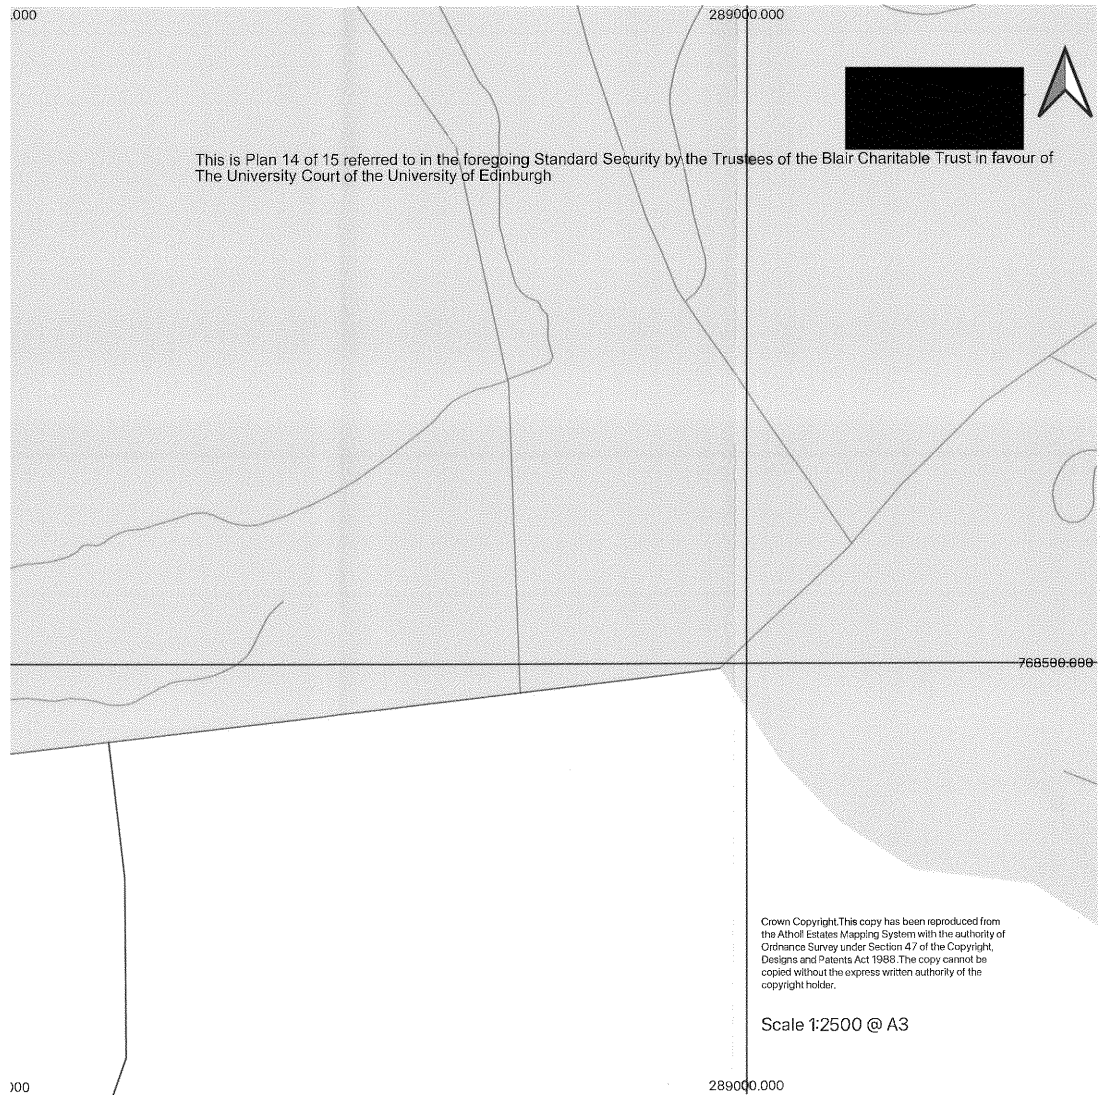 .000
289000.000
This is Plan 14 of 15 referred to in the foregoing Standard Security by the Trustees of the Blair Charitable Trust in favour of
The University Court of the University of Edinburgh
768500.000
Crown Copyright.This copy has been reproduced from
the Atholl Estates Mapping System with the authority of
Ordnance Survey under Section 47 of the Copyright,
Designs and Patents Act 1988.The copy cannot be
copied without the express written authority of the
copyright holder.
Scale 1:2500 @ A3
000
289000.000